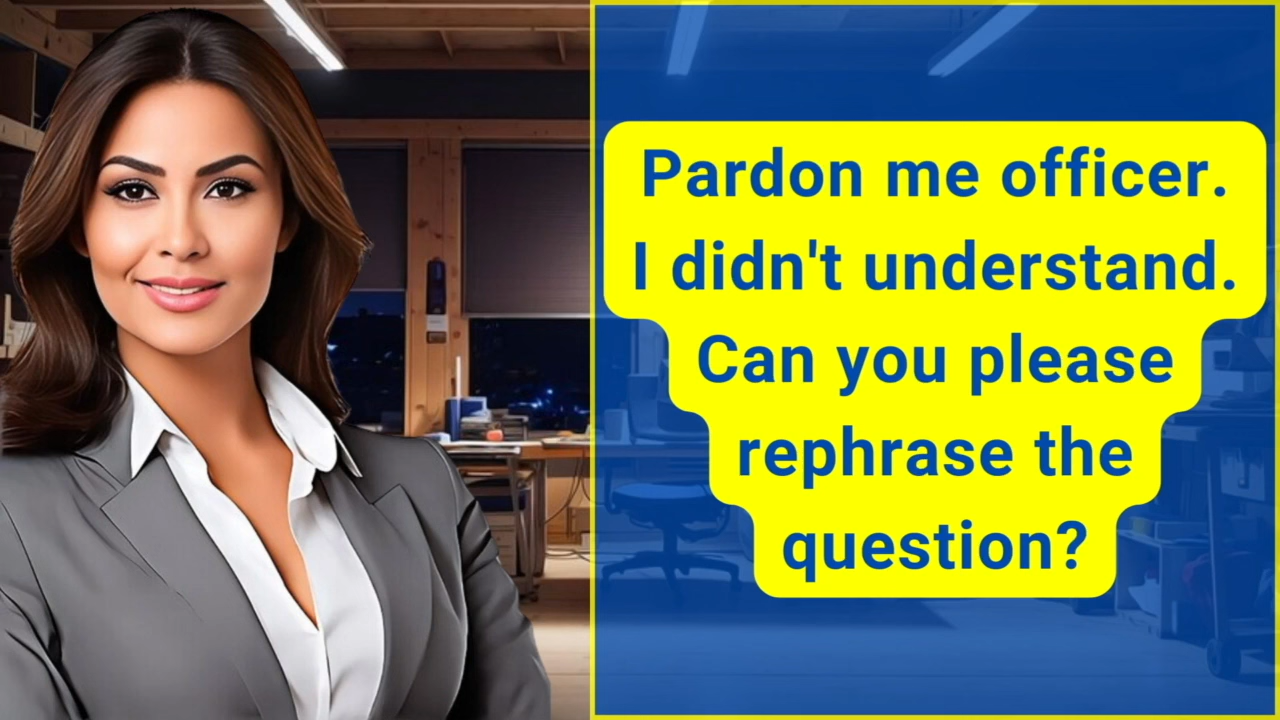 Pardon me officer.
I didn't understand.
Can you please
rephrase the
question?